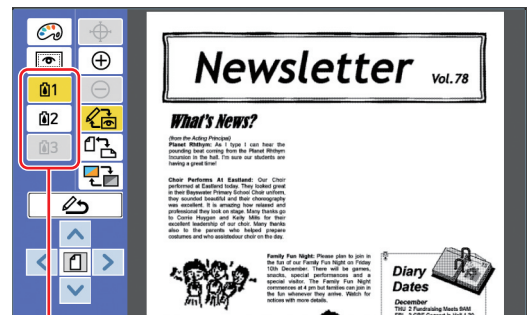 1
2
3
Newsletter Vol. 78
What's News?
(from the Acting Principal)
Planet Rhthym: As I type I can hear the
pounding beat coming from the Planet Rhthym
Incursion in the hall. I'm sure our students are
having a great time!
Choir Performs At Eastland: Our Choir
performed at Eastland today. They looked great
in their Bayswater Primary School Choir uniform,
they sounded beautiful and their choreography
was excellent. It is amazing how relaxed and
professional they look on stage. Many thanks go
to Corrie Huygen and Kelly Mills for their
excellent leadership of our choir. Many thanks
also to the parents who helped prepare
costumes and who assistedour choir on the day.
Family Fun Night: Please plan to join in
the fun of our Family Fun Night on Friday
10th December. There will be games,
snacks, special performances and a
special visitor. The Family Fun Night
commences at 4 pm but families can join in
the fun whenever they arrive. Watch for
notices with more details.
Diary
Dates
December
THU 2 Fundraising Meets 9AM